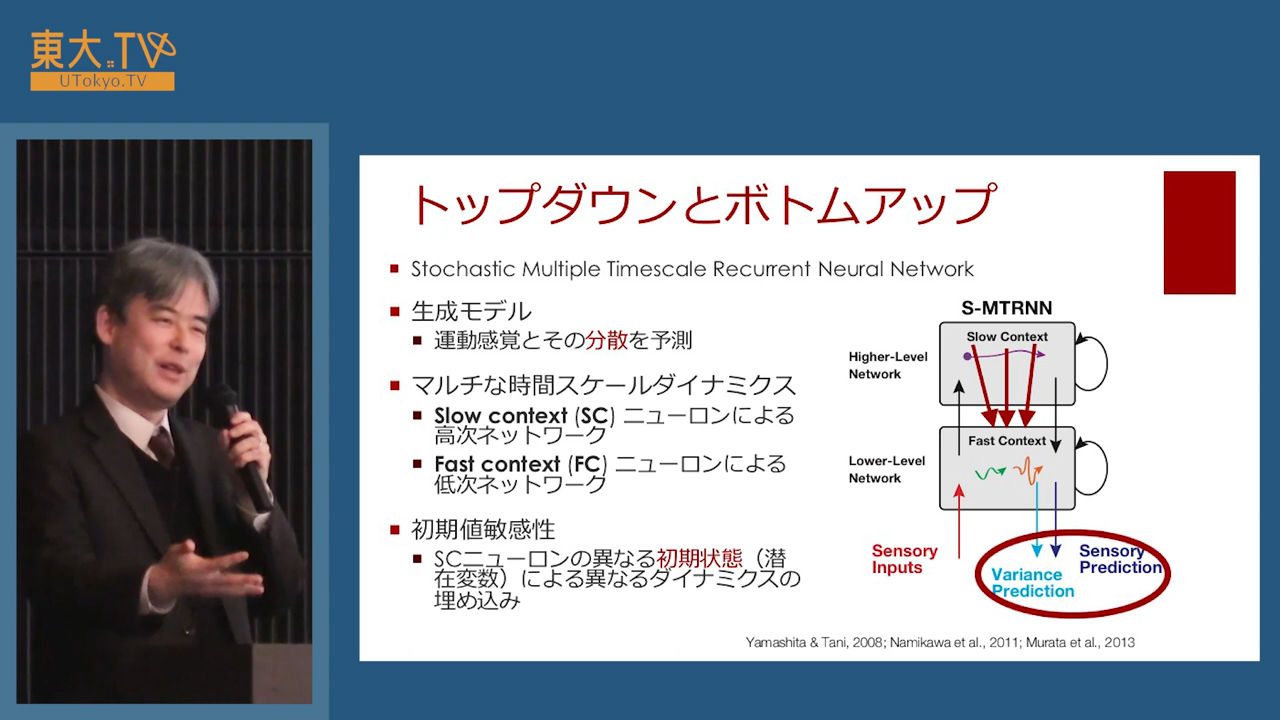 東大.TV
UTokyo.TV
トップダウンとボトムアップ
Stochastic Multiple Timescale Recurrent Neural Network
生成モデル
運動感覚とその分散を予測
マルチな時間スケールダイナミクス
Slow context (SC) ニューロンによる
高次ネットワーク
Fast context (FC) ニューロンによる
低次ネットワーク
初期値敏感性
SCニューロンの異なる初期状態（潜
在変数）による異なるダイナミクスの
埋め込み
S-MTRNN
Slow Context
Higher-Level
Network
Fast Context
Lower-Level
Network
Sensory
Inputs
Variance
Prediction
Sensory
Prediction
Yamashita & Tani, 2008; Namikawa et al., 2011; Murata et al., 2013